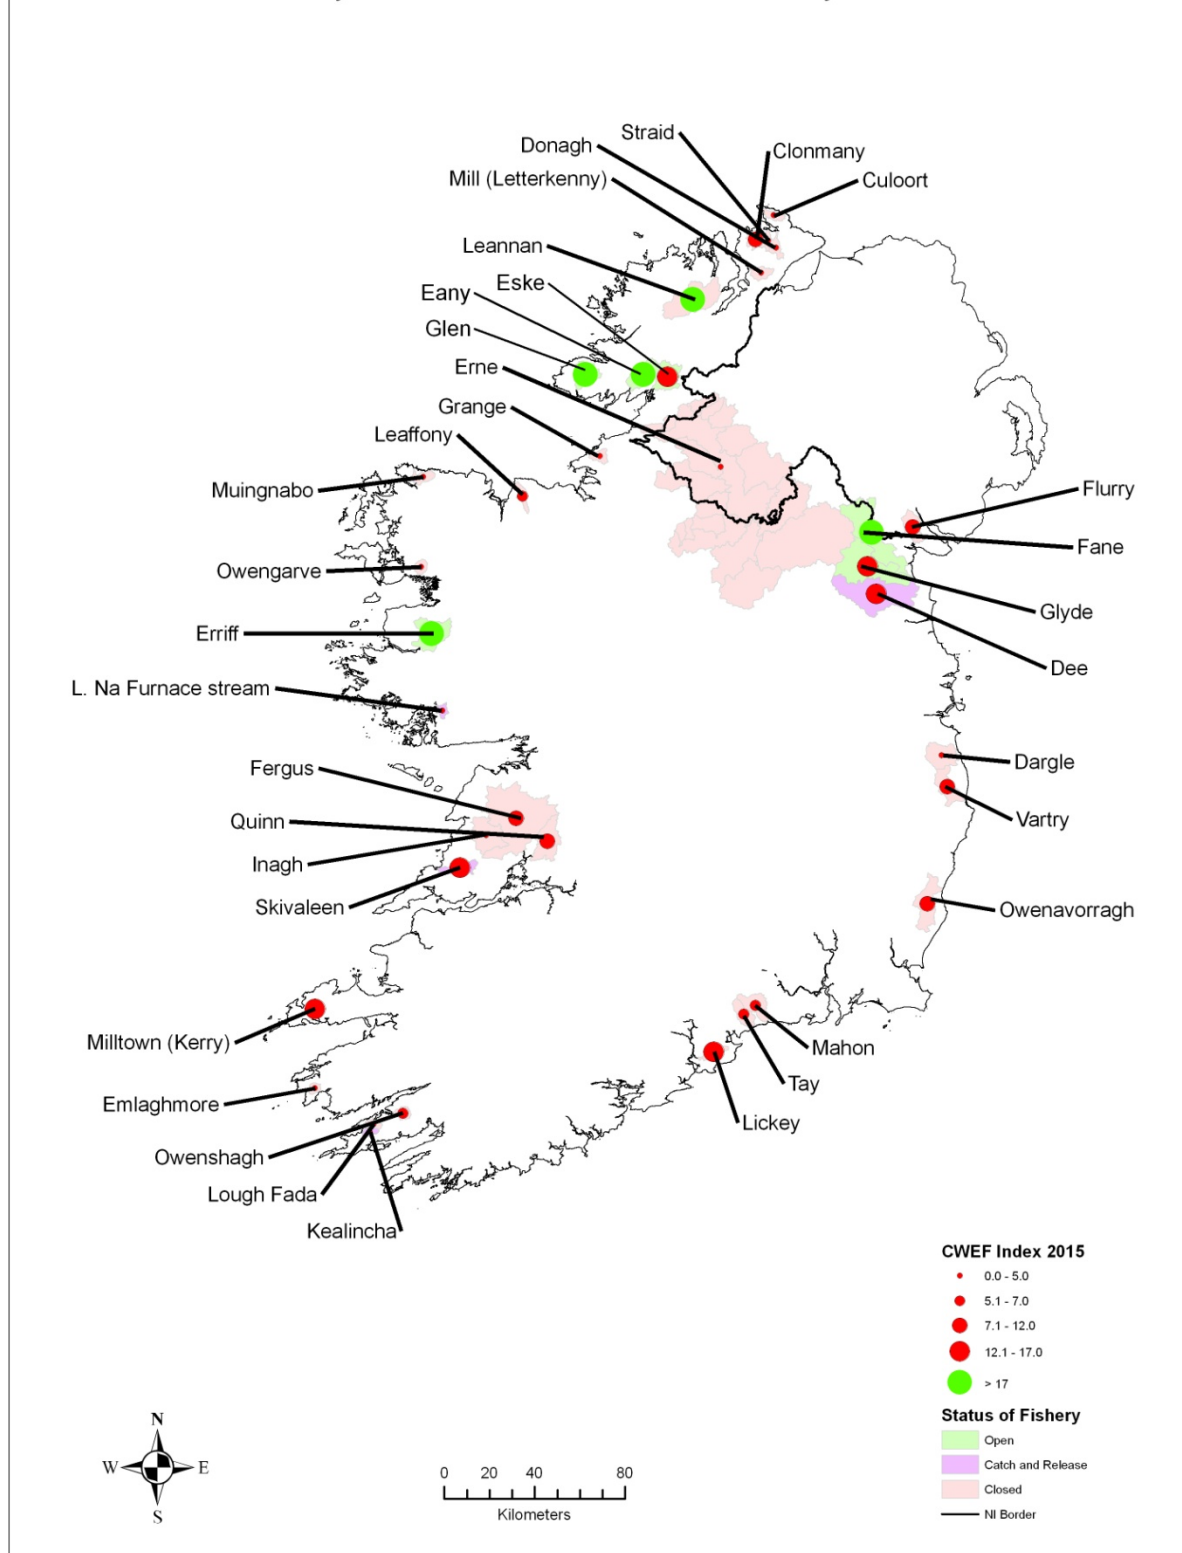 Straid
Donagh
Clonmany
Mill (Letterkenny)
Culoort
Leannan
Eske
Eany
Glen
Erne
Grange
Leaffony
Muingnabo
Flurry
Fane
Owengarve
Glyde
Erriff
Dee
L. Na Furnace stream
Dargle
Fergus
Quinn
Vartry
Inagh
Skivaleen
Owenavorragh
Milltown (Kerry)
Mahon
Tay
Emlaghmore
Lickey
Owenshagh
Lough Fada
Kealincha
CWEF Index 2015
0.0 - 5.0
5.1 - 7.0
7.1 - 12.0
12.1 - 17.0
> 17
Status of Fishery
Open
Catch and Release
Closed
NI Border
N
W E
S
0 20 40 80
Kilometers